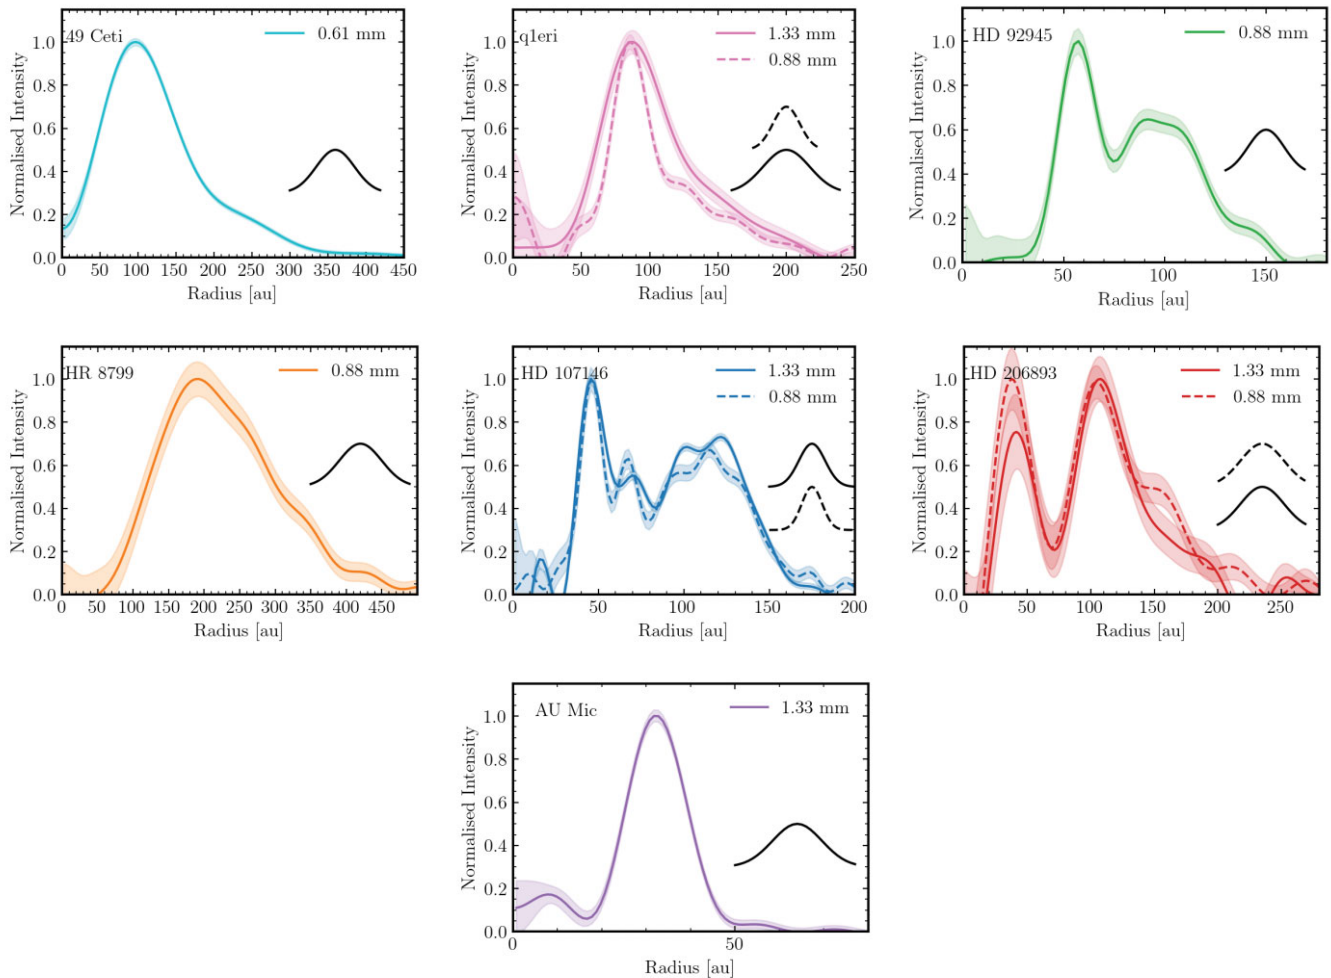 49 Ceti
0.61 mm
Normalised Intensity
1.0
0.8
0.6
0.4
0.2
0.0
0 50 100 150 200 250 300 350 400 450
Radius [au]
q1eri
1.33 mm
0.88 mm
Normalised Intensity
1.0
0.8
0.6
0.4
0.2
0.0
0 50 100 150 200 250
Radius [au]
HD 92945
0.88 mm
Normalised Intensity
1.0
0.8
0.6
0.4
0.2
0.0
0 50 100 150
Radius [au]
HR 8799
0.88 mm
Normalised Intensity
1.0
0.8
0.6
0.4
0.2
0.0
0 50 100 150 200 250 300 350 400 450
Radius [au]
HD 107146
1.33 mm
0.88 mm
Normalised Intensity
1.0
0.8
0.6
0.4
0.2
0.0
0 50 100 150 200
Radius [au]
HD 206893
1.33 mm
0.88 mm
Normalised Intensity
1.0
0.8
0.6
0.4
0.2
0.0
0 50 100 150 200 250
Radius [au]
AU Mic
1.33 mm
Normalised Intensity
1.0
0.8
0.6
0.4
0.2
0.0
0 50
Radius [au]